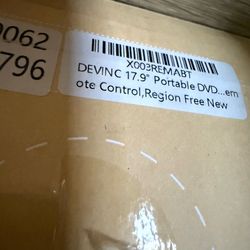 0062
796
X003REMABT
DEVINC 17.9" Portable DVD...em
ote Control,Region Free New